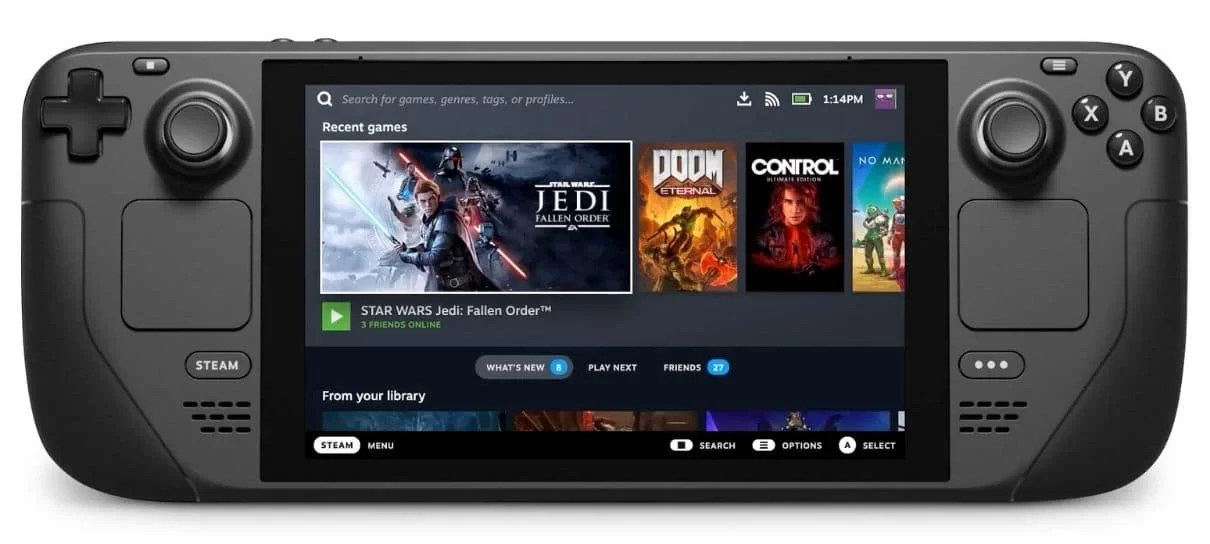 Search for games, genres, tags, or profiles...
1:14PM
Recent games
STAR WARS
JEDI
FALLEN ORDER
EA
DOOM
ETERNAL
CONTROL
ULTIMATE EDITION
NO MAN
STAR WARS Jedi: Fallen Order™
3 FRIENDS ONLINE
WHAT'S NEW 8 PLAY NEXT FRIENDS 27
From your library
STEAM MENU SEARCH OPTIONS A SELECT
STEAM
Y
X
B
A